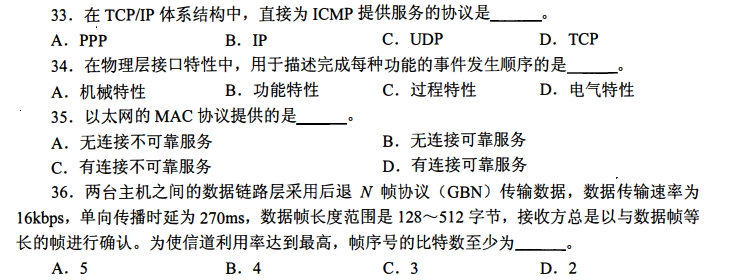 33．在 TCP/IP 体系结构中，直接为 ICMP 提供服务的协议是______。
A．PPP B．IP C．UDP D．TCP
34．在物理层接口特性中，用于描述完成每种功能的事件发生顺序的是______。
A．机械特性 B．功能特性 C．过程特性 D．电气特性
35．以太网的 MAC 协议提供的是______。
A．无连接不可靠服务 B．无连接可靠服务
C．有连接不可靠服务 D．有连接可靠服务
36．两台主机之间的数据链路层采用后退 N 帧协议（GBN）传输数据，数据传输速率为
16kbps，单向传播时延为 270ms，数据帧长度范围是 128～512 字节，接收方总是以与数据帧等
长的帧进行确认。为使信道利用率达到最高，帧序号的比特数至少为______。
A．5 B．4 C．3 D．2